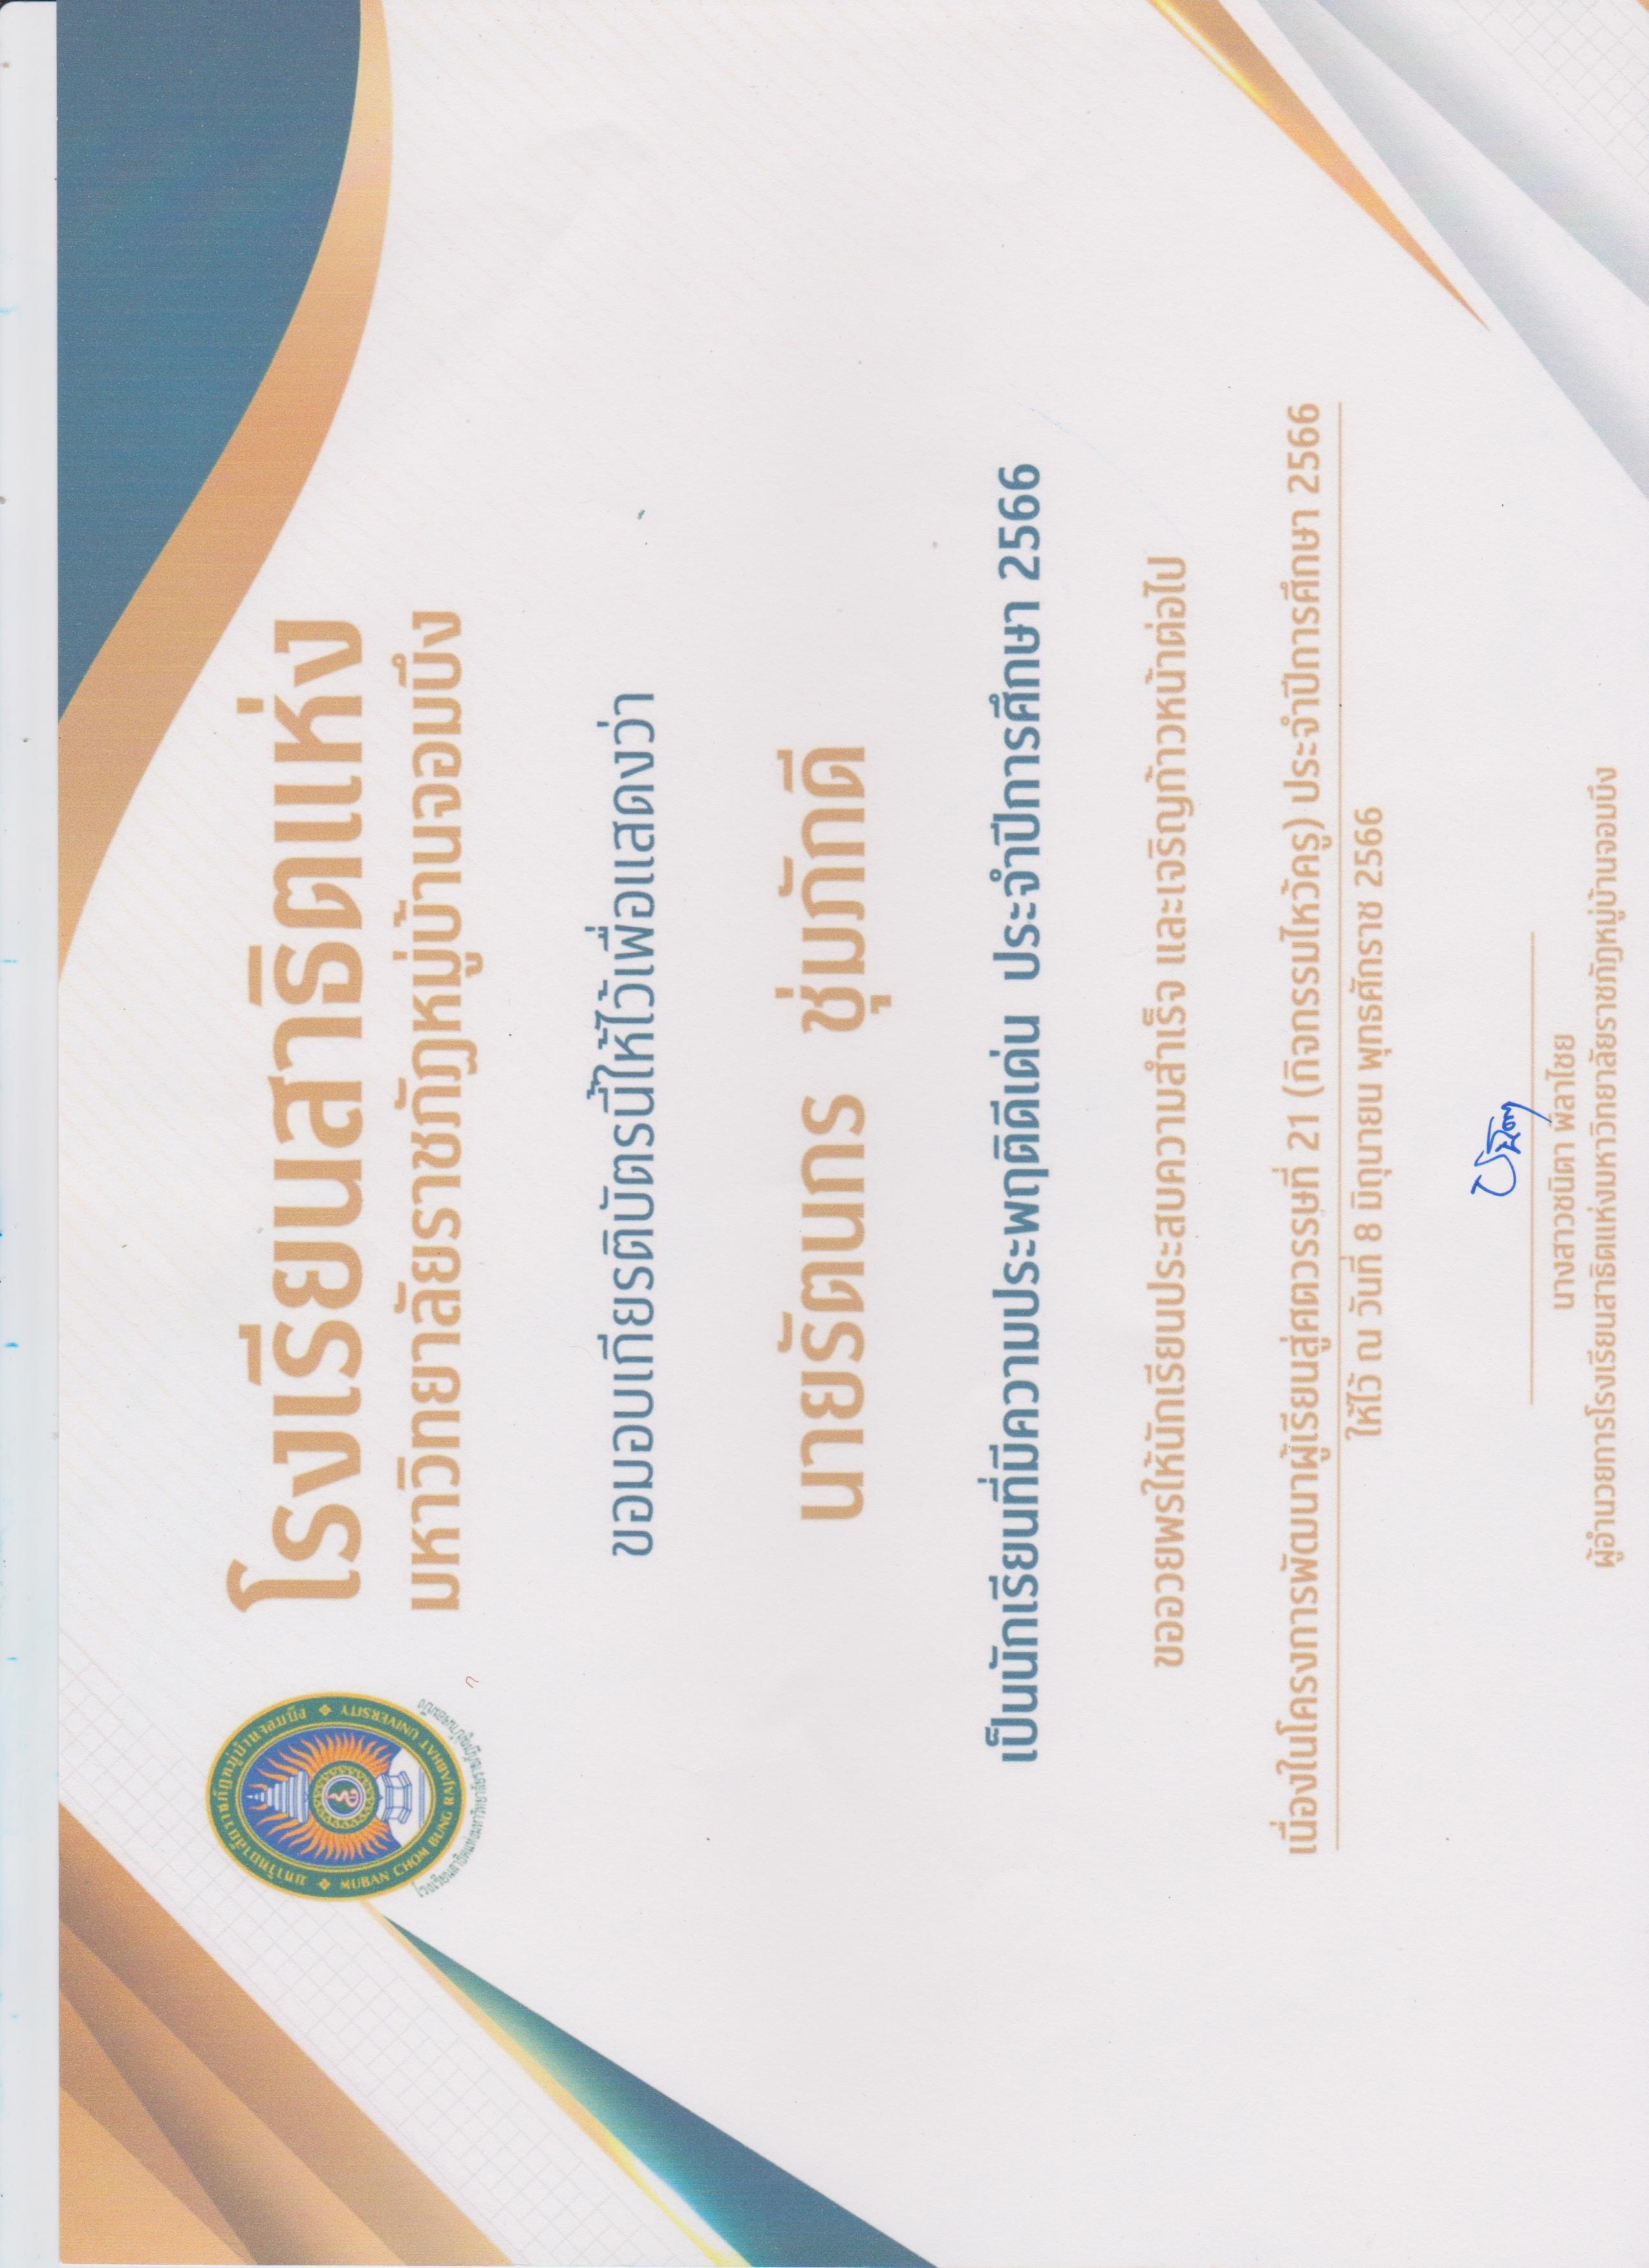 มหาวิทยาลัยราชภัฏหมู่บ้านจอมบึง
MUBAN CHOM BUNG RAJABHAT UNIVERSITY
โรงเรียนสาธิตแห่งมหาวิทยาลัยราชภัฏหมู่บ้านจอมบึง
โรงเรียนสาธิตแห่ง
มหาวิทยาลัยราชภัฏหมู่บ้านจอมบึง
ขอมอบเกียรติบัตรนี้ให้ไว้เพื่อแสดงว่า
นายรัตนกร ชุ่มภักดี
เป็นนักเรียนที่มีความประพฤติดีเด่น ประจำปีการศึกษา 2566
ขออวยพรให้นักเรียนประสบความสำเร็จ และเจริญก้าวหน้าต่อไป
เนื่องในโครงการพัฒนาผู้เรียนสู่ศตวรรษที่ 21 (กิจกรรมไหว้ครู) ประจำปีการศึกษา 2566
ให้ไว้ ณ วันที่ 8 มิถุนายน พุทธศักราช 2566
นางสาวชนิตา พิลาไชย
ผู้อำนวยการโรงเรียนสาธิตแห่งมหาวิทยาลัยราชภัฏหมู่บ้านจอมบึง